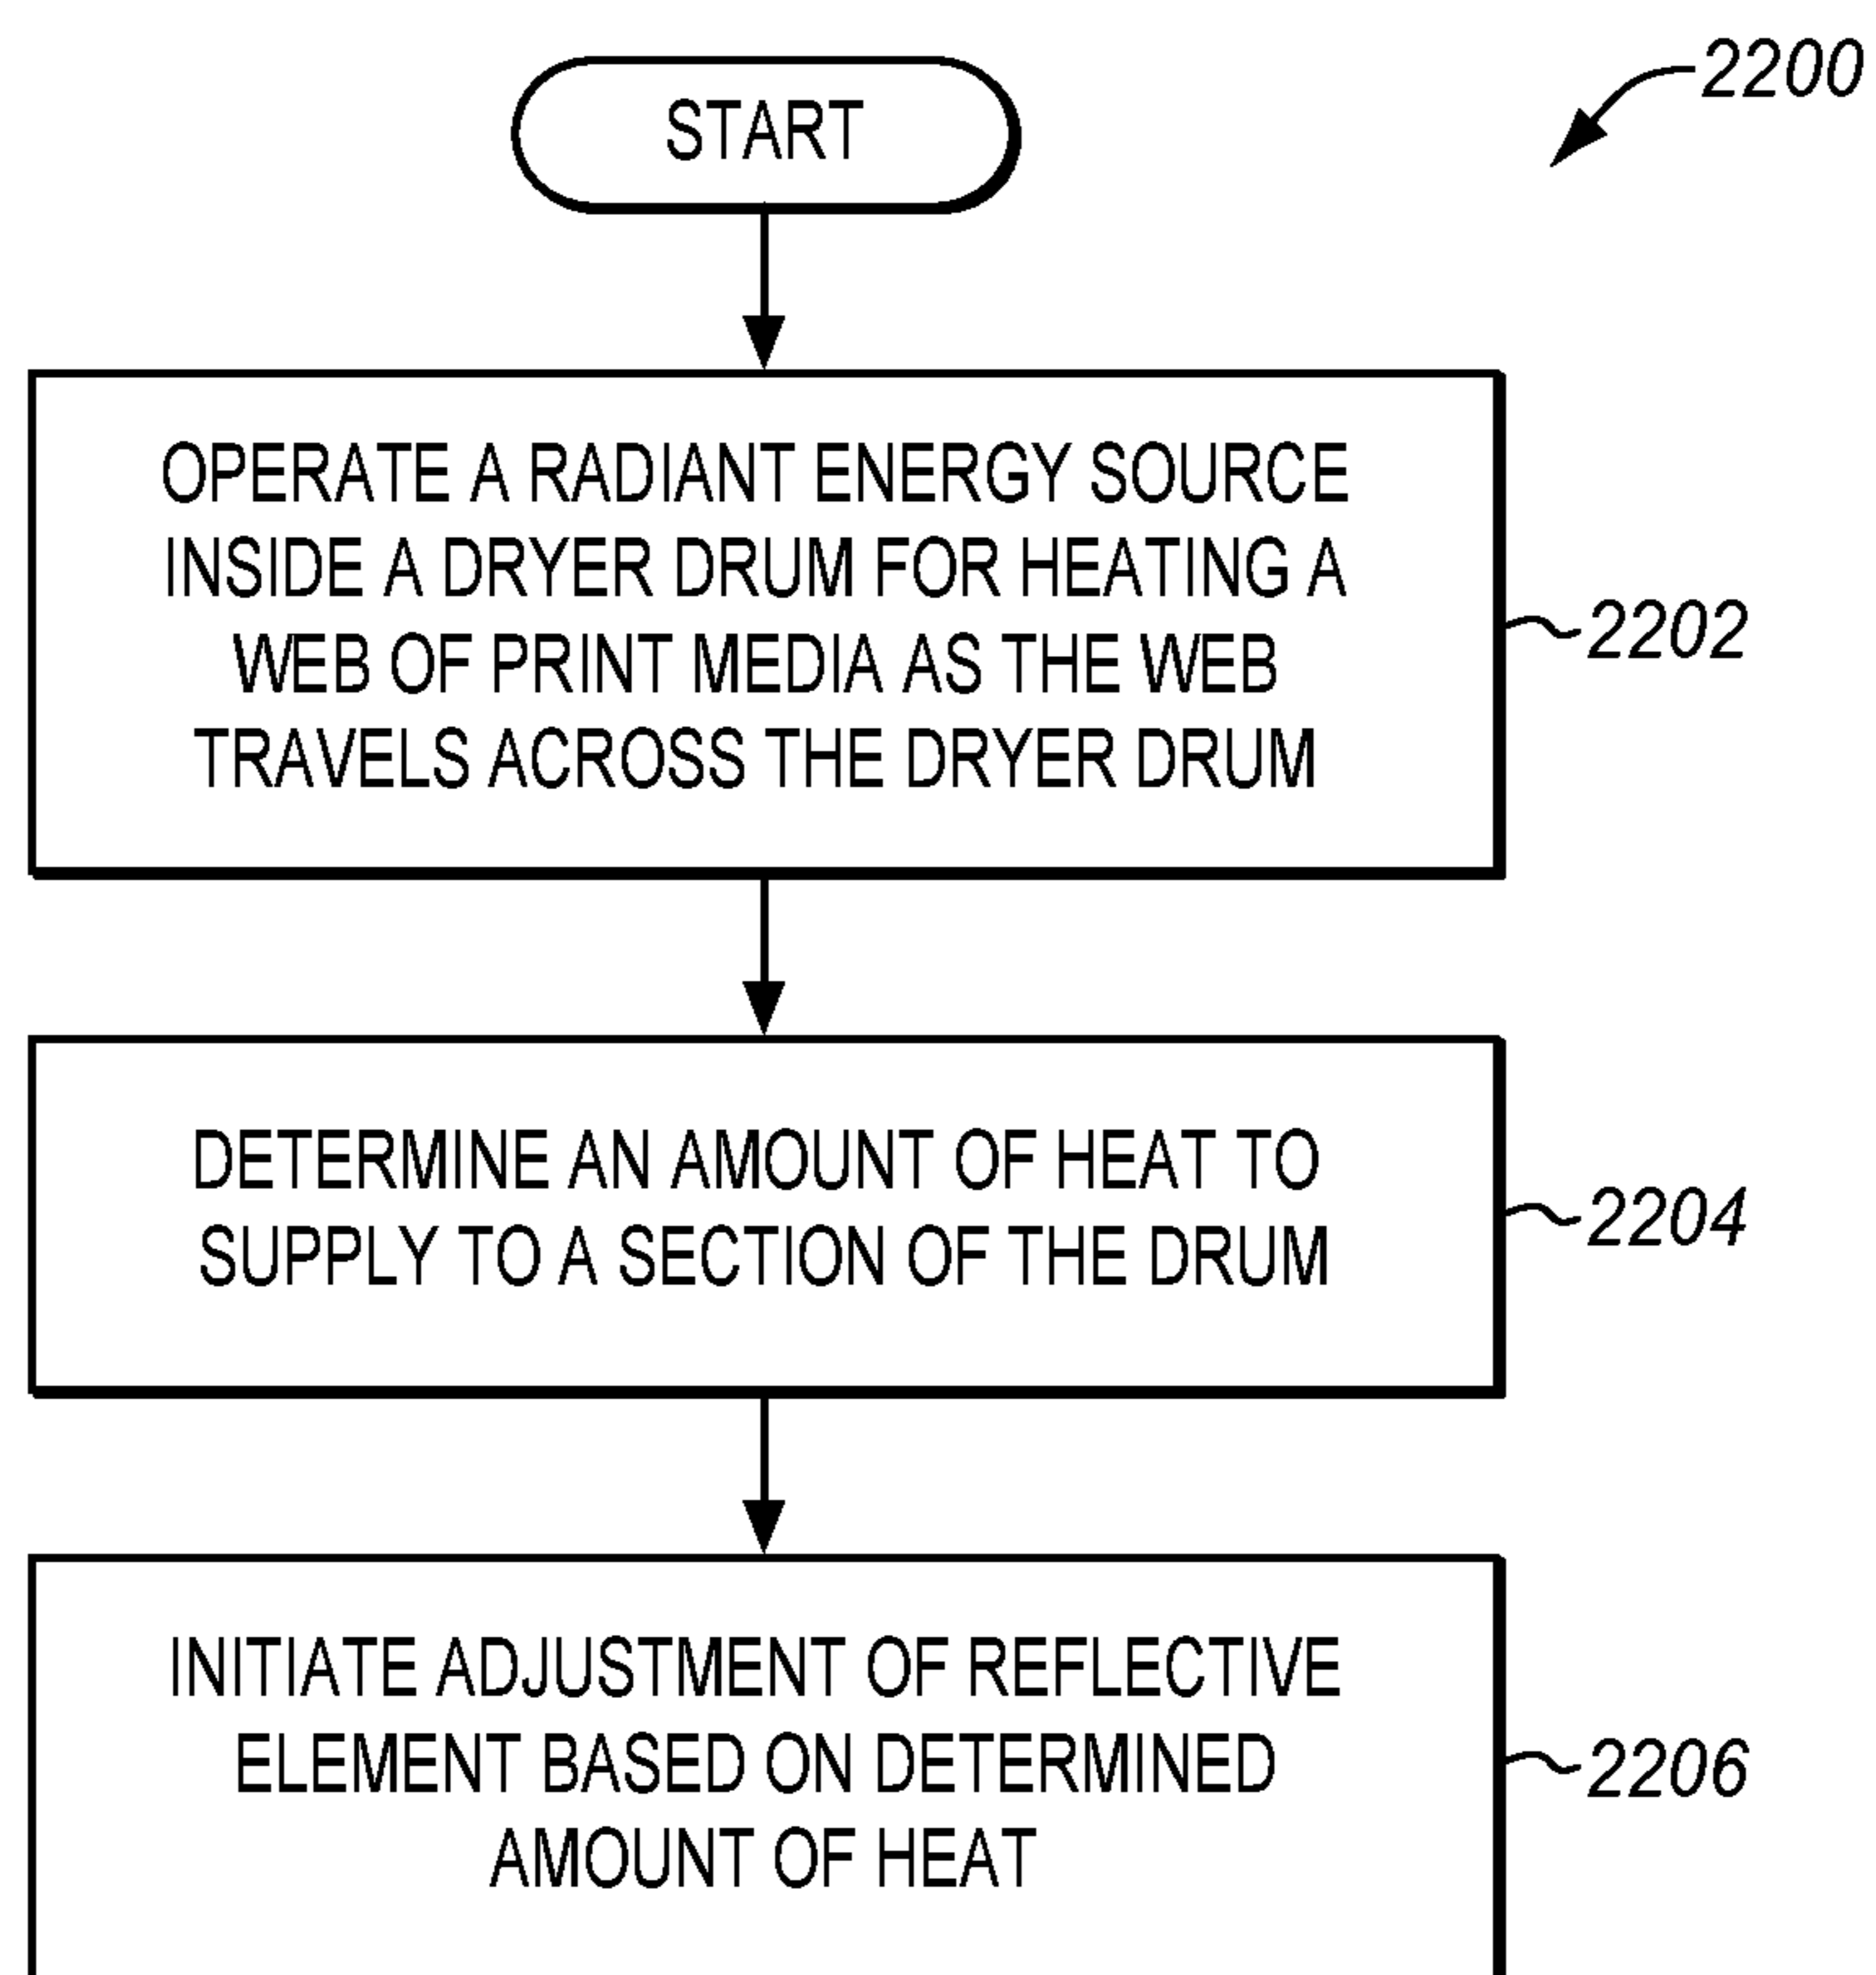 START
2200
OPERATE A RADIANT ENERGY SOURCE
INSIDE A DRYER DRUM FOR HEATING A
WEB OF PRINT MEDIA AS THE WEB
TRAVELS ACROSS THE DRYER DRUM
2202
DETERMINE AN AMOUNT OF HEAT TO
SUPPLY TO A SECTION OF THE DRUM
2204
INITIATE ADJUSTMENT OF REFLECTIVE
ELEMENT BASED ON DETERMINED
AMOUNT OF HEAT
2206